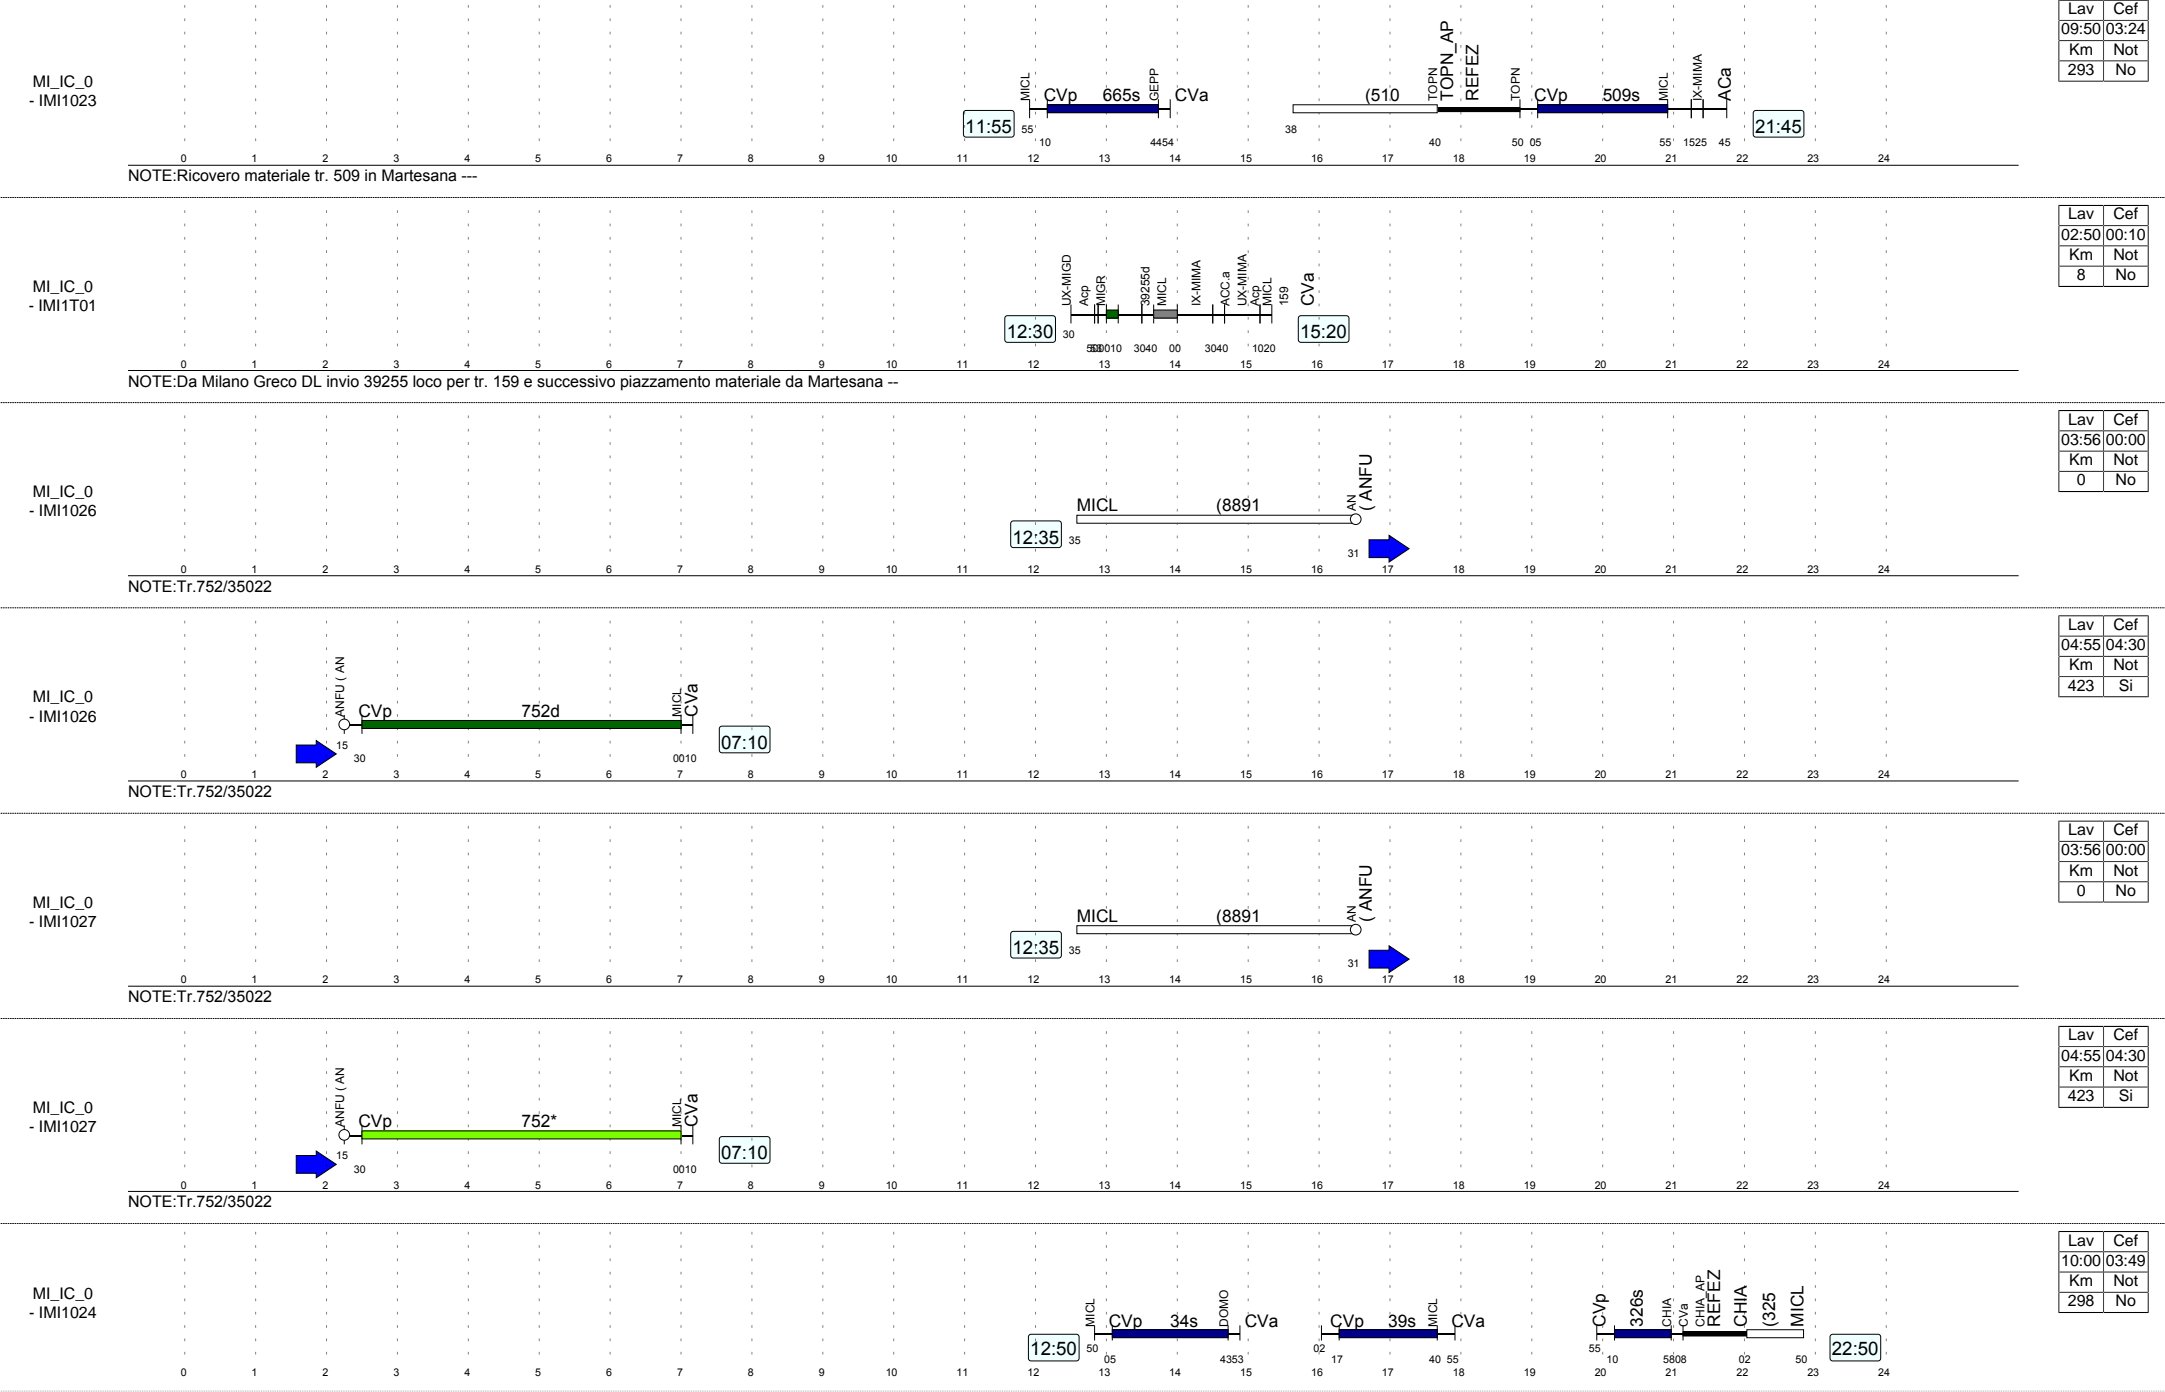 Lav Cef
09:50 03:24
Km Not
293 No
MI_IC_0
- IMI1023
MICL CVp 665s GEPP CVa (510 TOPN TOPN_AP REFEZ TOPN CVp 509s MICL IX-MIMA ACa
11:55 55 10 4454 38 40 50 05 55 1525 45 21:45
0 1 2 3 4 5 6 7 8 9 10 11 12 13 14 15 16 17 18 19 20 21 22 23 24
NOTE:Ricovero materiale tr. 509 in Martesana ---
Lav Cef
02:50 00:10
Km Not
8 No
MI_IC_0
- IMI1T01
UX-MIGD Acp MIGR 39255d MICL IX-MIMA ACC.a UX-MIMA Acp MICL 159 CVa
12:30 30 0010 3040 00 3040 1020 15:20
0 1 2 3 4 5 6 7 8 9 10 11 12 13 14 15 16 17 18 19 20 21 22 23 24
NOTE:Da Milano Greco DL invio 39255 loco per tr. 159 e successivo piazzamento materiale da Martesana --
Lav Cef
03:56 00:00
Km Not
0 No
MI_IC_0
- IMI1026
MICL (8891 AN ( ANFU
12:35 35 31
0 1 2 3 4 5 6 7 8 9 10 11 12 13 14 15 16 17 18 19 20 21 22 23 24
NOTE:Tr.752/35022
Lav Cef
04:55 04:30
Km Not
423 Si
MI_IC_0
- IMI1026
ANFU ( AN CVp 752d MICL CVa
15 30 0010 07:10
0 1 2 3 4 5 6 7 8 9 10 11 12 13 14 15 16 17 18 19 20 21 22 23 24
NOTE:Tr.752/35022
Lav Cef
03:56 00:00
Km Not
0 No
MI_IC_0
- IMI1027
MICL (8891 AN ( ANFU
12:35 35 31
0 1 2 3 4 5 6 7 8 9 10 11 12 13 14 15 16 17 18 19 20 21 22 23 24
NOTE:Tr.752/35022
Lav Cef
04:55 04:30
Km Not
423 Si
MI_IC_0
- IMI1027
ANFU ( AN CVp 752* MICL CVa
15 30 0010 07:10
0 1 2 3 4 5 6 7 8 9 10 11 12 13 14 15 16 17 18 19 20 21 22 23 24
NOTE:Tr.752/35022
Lav Cef
10:00 03:49
Km Not
298 No
MI_IC_0
- IMI1024
MICL CVp 34s DOMO CVa CVp 39s MICL CVa CVp 326s CHIA CVa CHIA_AP REFEZ CHIA (325 MICL
12:50 50 05 4353 02 17 40 55 55 10 5808 02 50 22:50
0 1 2 3 4 5 6 7 8 9 10 11 12 13 14 15 16 17 18 19 20 21 22 23 24